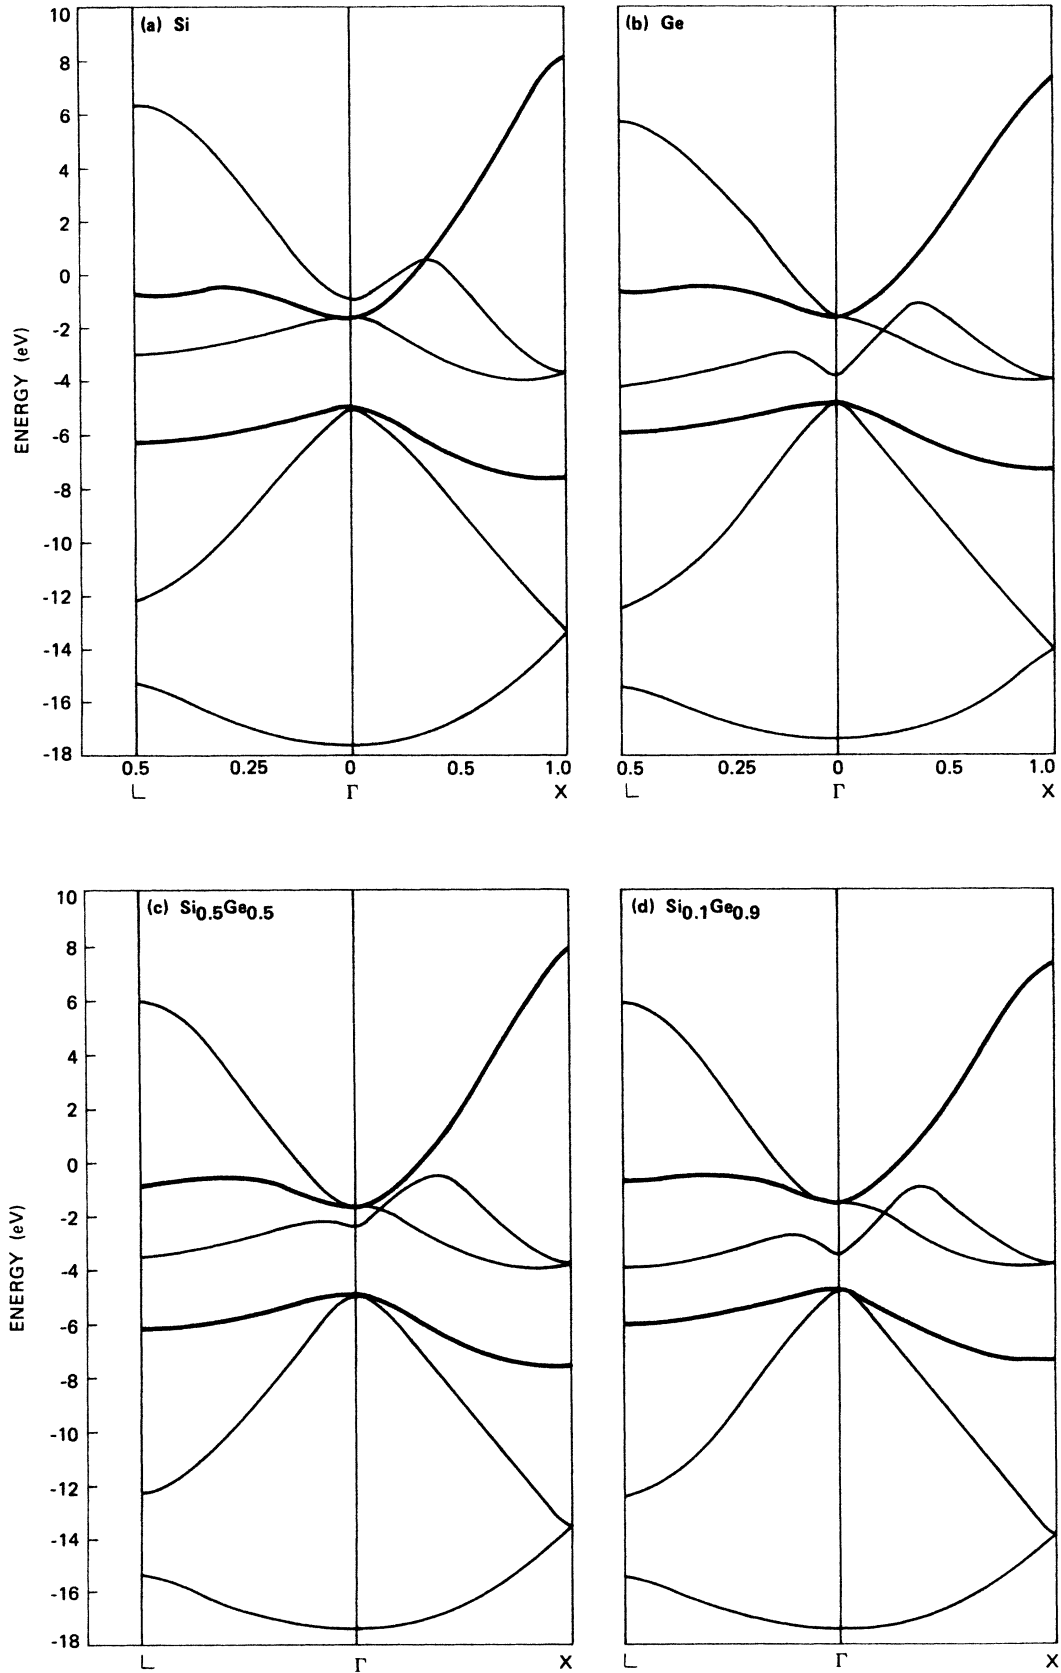 (a) Si
(b) Ge
10
8
6
4
2
0
-2
-4
-6
-8
-10
-12
-14
-16
-18
ENERGY (eV)
0.5 0.25 0 0.5 1.0
L Γ X
0.5 0.25 0 0.5 1.0
L Γ X
(c) Si0.5Ge0.5
(d) Si0.1Ge0.9
10
8
6
4
2
0
-2
-4
-6
-8
-10
-12
-14
-16
-18
ENERGY (eV)
L Γ X
L Γ X